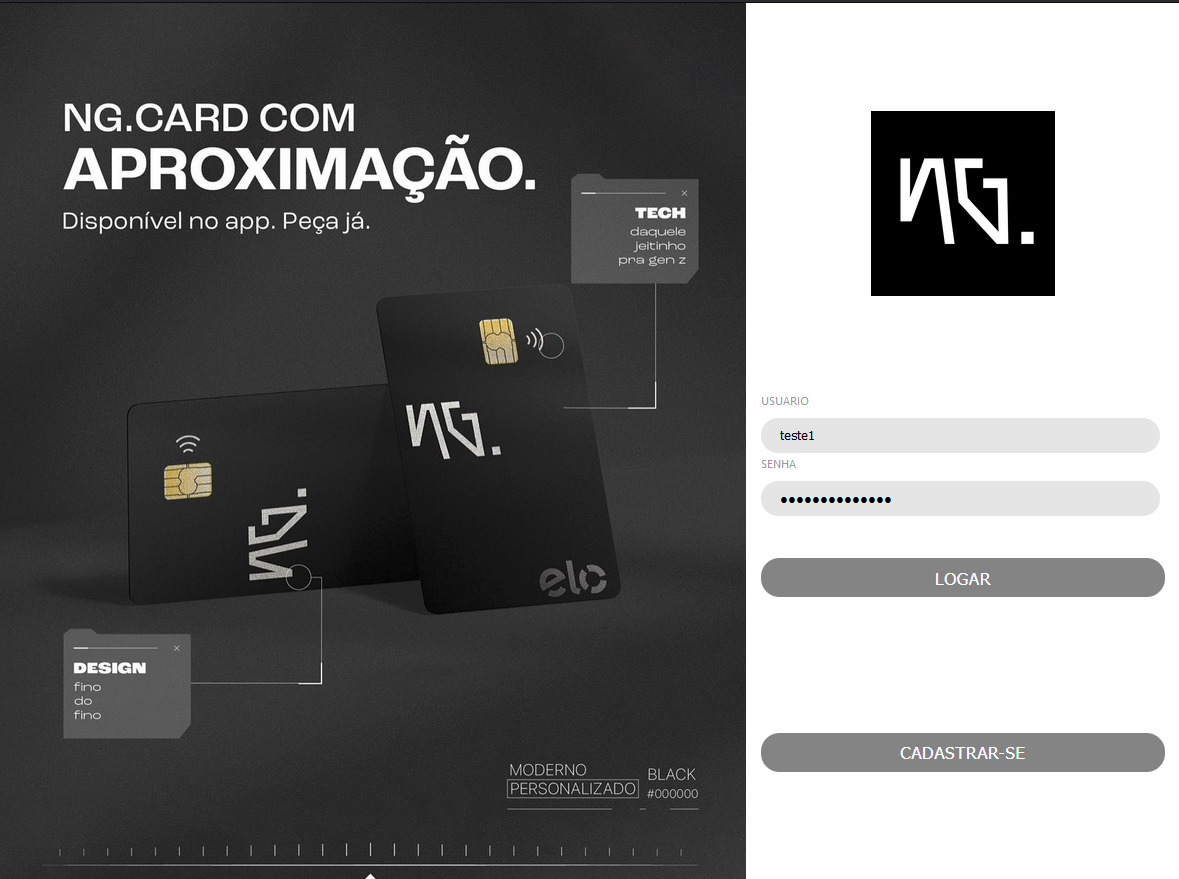 NG.CARD COM
APROXIMAÇÃO.
Disponível no app. Peça já.
TECH
daquele
jeitinho
pra gen z
NG.
NG.
elo
DESIGN
fino
do
fino
MODERNO
PERSONALIZADO
BLACK
#000000
NG.
USUARIO
teste1
SENHA
••••••••••••••
LOGAR
CADASTRAR-SE